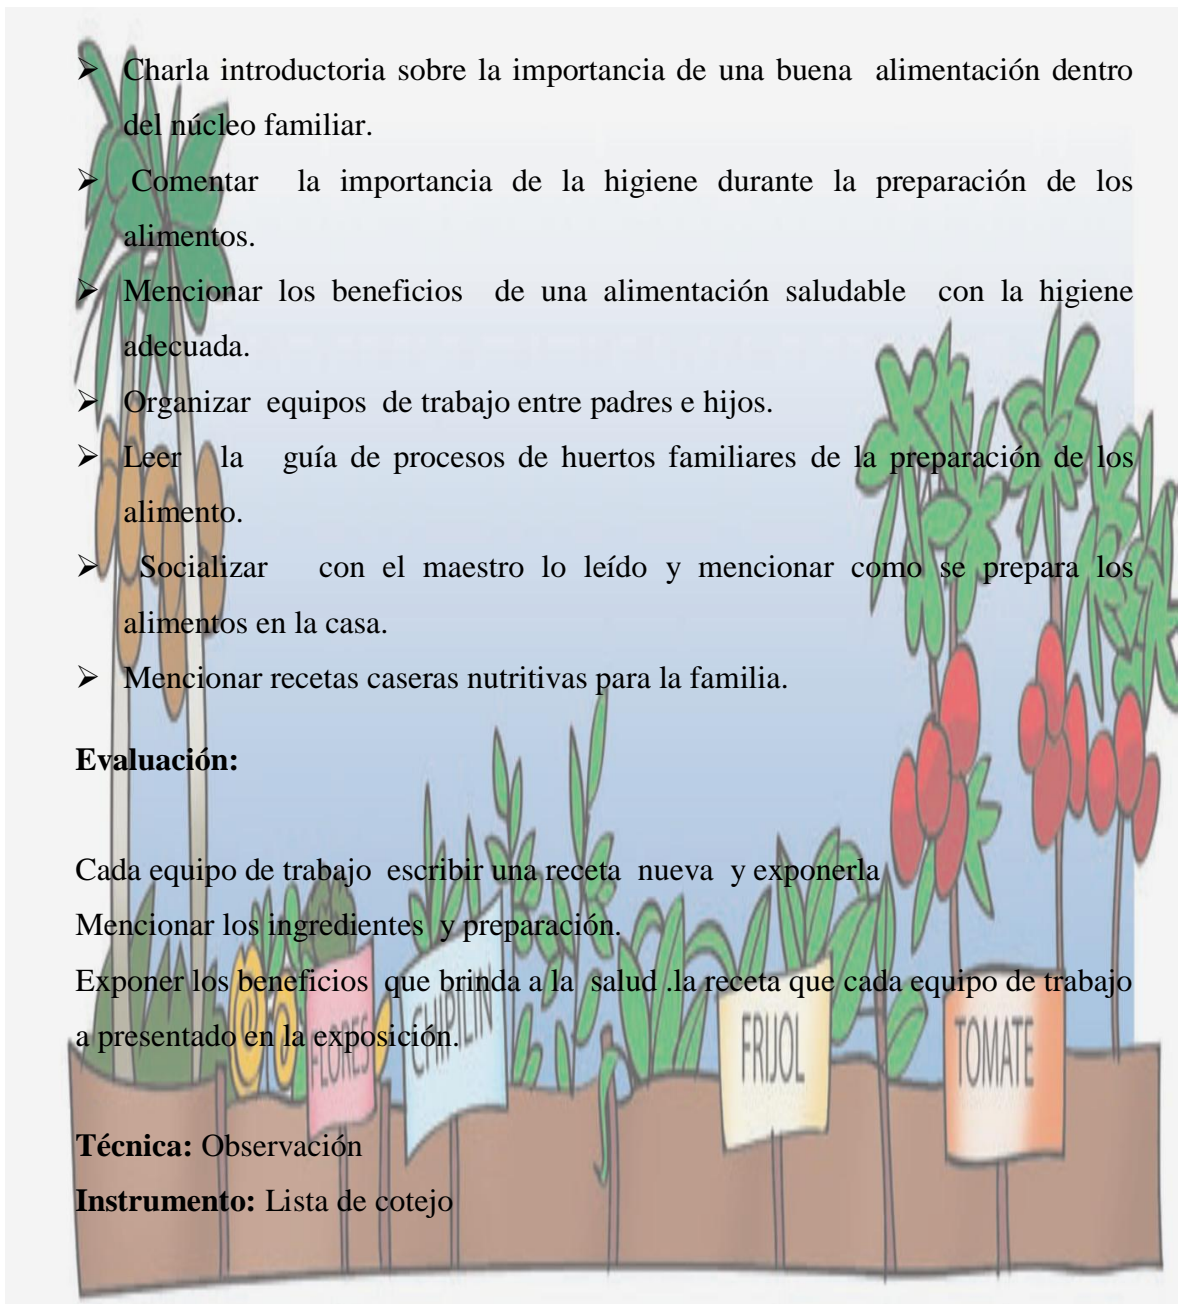 ➢ Charla introductoria sobre la importancia de una buena alimentación dentro
del núcleo familiar.
➢ Comentar la importancia de la higiene durante la preparación de los
alimentos.
➢ Mencionar los beneficios de una alimentación saludable con la higiene
adecuada.
➢ Organizar equipos de trabajo entre padres e hijos.
➢ Leer la guía de procesos de huertos familiares de la preparación de los
alimento.
➢ Socializar con el maestro lo leído y mencionar como se prepara los
alimentos en la casa.
➢ Mencionar recetas caseras nutritivas para la familia.
Evaluación:
Cada equipo de trabajo escribir una receta nueva y exponerla
Mencionar los ingredientes y preparación.
Exponer los beneficios que brinda a la salud .la receta que cada equipo de trabajo
a presentado en la exposición.
FLORES
CHIPILIN
FRIJOL
TOMATE
Técnica: Observación
Instrumento: Lista de cotejo